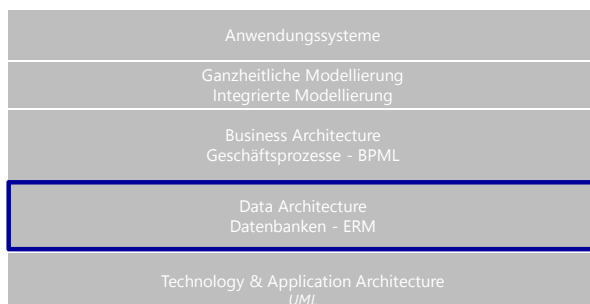 Anwendungssysteme
Ganzheitliche Modellierung
Integrierte Modellierung
Business Architecture
Geschäftsprozesse - BPML
Data Architecture
Datenbanken - ERM
Technology & Application Architecture
UML